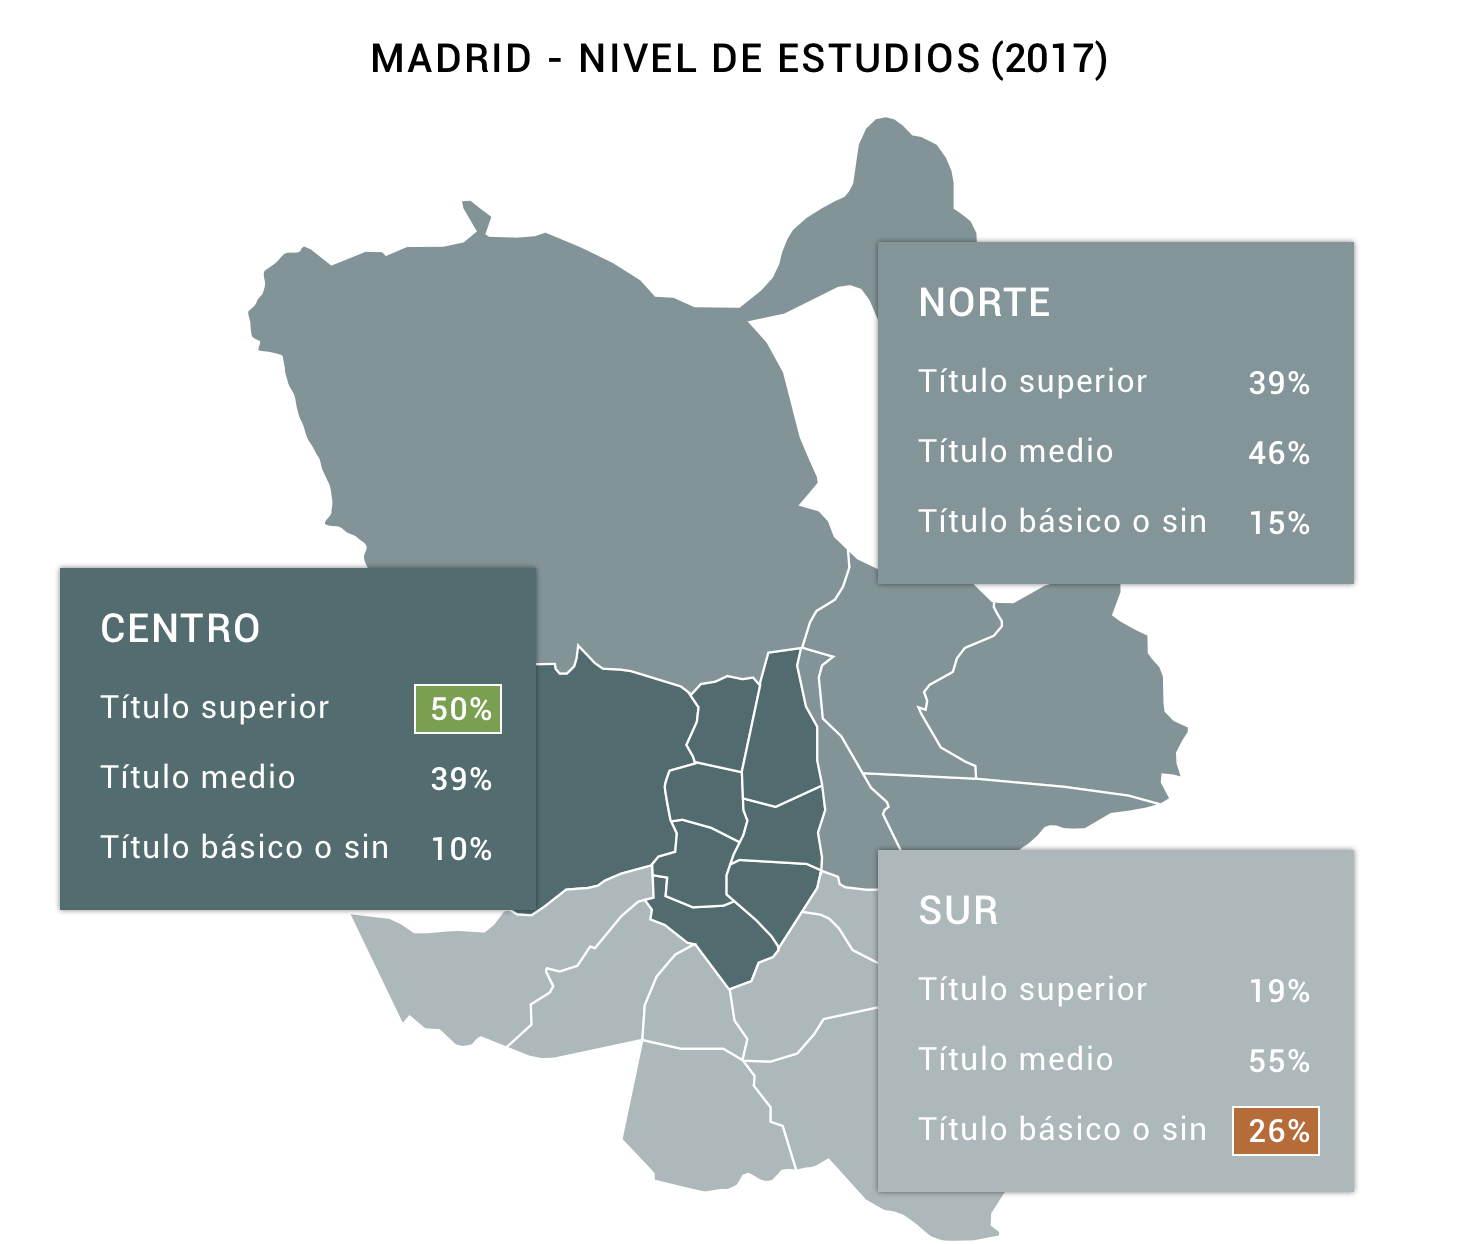 MADRID - NIVEL DE ESTUDIOS (2017)
NORTE
Título superior 39%
Título medio 46%
Título básico o sin 15%
CENTRO
Título superior 50%
Título medio 39%
Título básico o sin 10%
SUR
Título superior 19%
Título medio 55%
Título básico o sin 26%